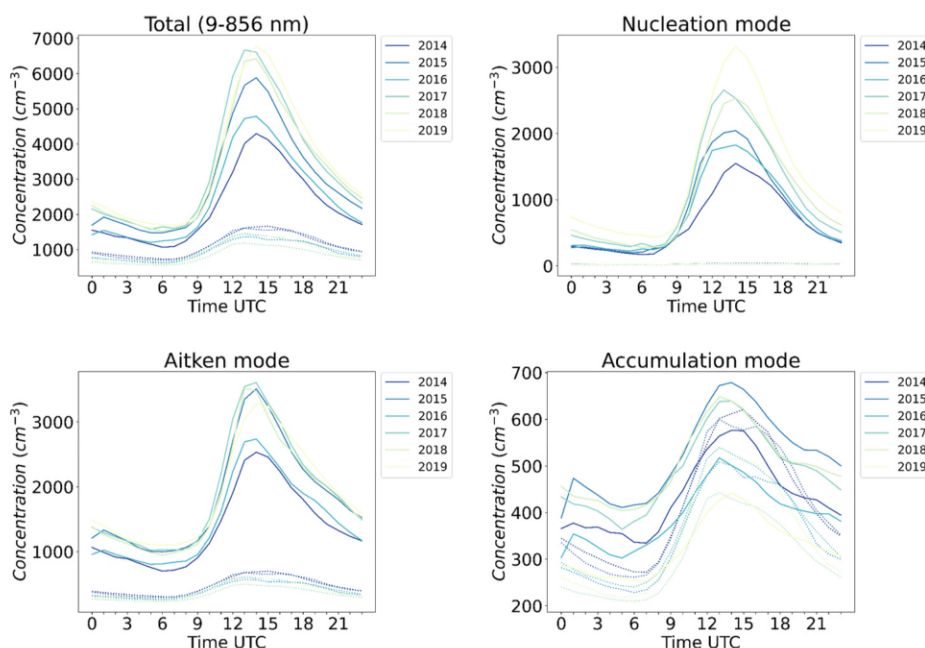 Total (9-856 nm)
Concentration (cm⁻³)
7000
6000
5000
4000
3000
2000
1000
0 3 6 9 12 15 18 21
Time UTC
2014
2015
2016
2017
2018
2019
Nucleation mode
Concentration (cm⁻³)
3000
2000
1000
0
0 3 6 9 12 15 18 21
Time UTC
2014
2015
2016
2017
2018
2019
Aitken mode
Concentration (cm⁻³)
3000
2000
1000
0 3 6 9 12 15 18 21
Time UTC
2014
2015
2016
2017
2018
2019
Accumulation mode
Concentration (cm⁻³)
700
600
500
400
300
200
0 3 6 9 12 15 18 21
Time UTC
2014
2015
2016
2017
2018
2019